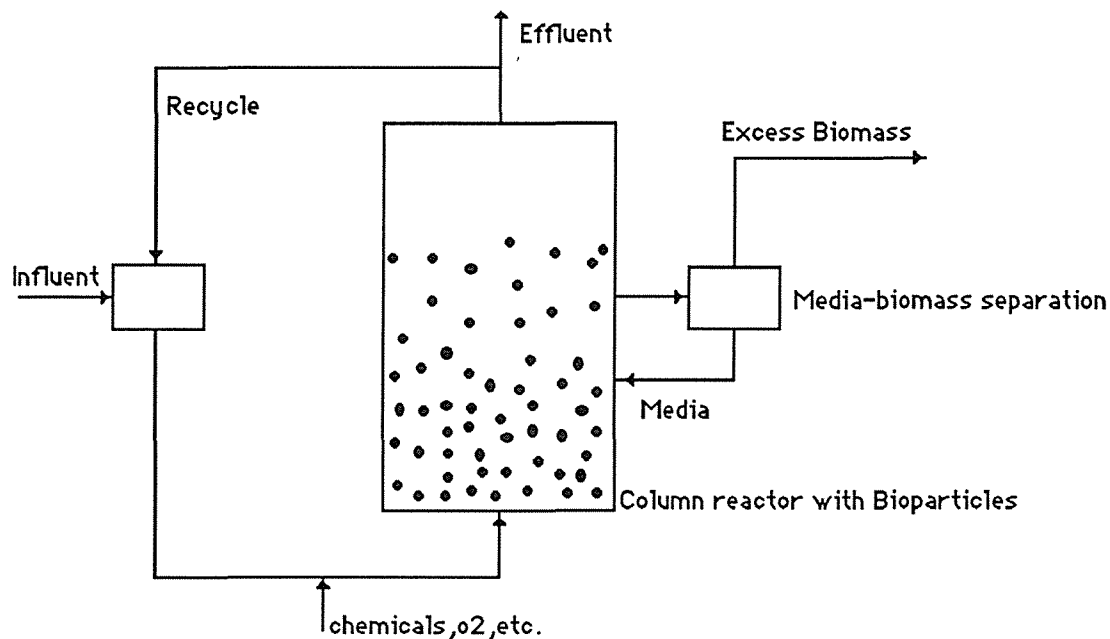 Effluent
Recycle
Excess Biomass
Influent
Media-biomass separation
Media
Column reactor with Bioparticles
chemicals,o2,etc.